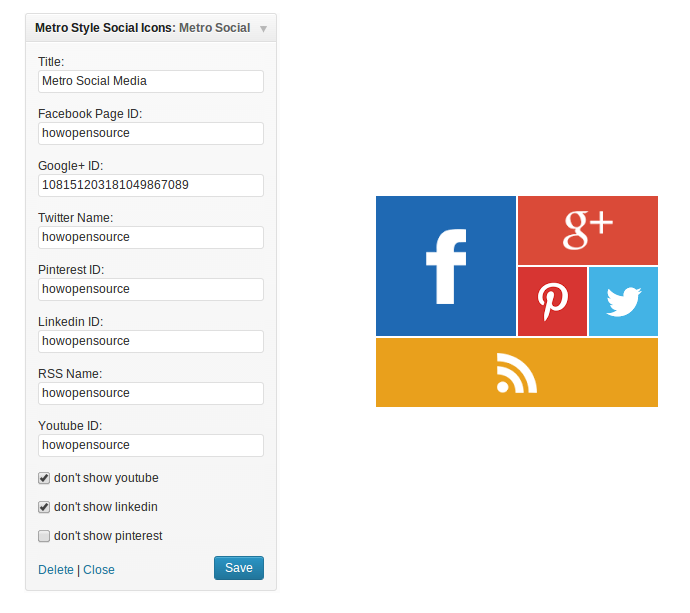 Metro Style Social Icons: Metro Social
Title:
Metro Social Media
Facebook Page ID:
howopensource
Google+ ID:
108151203181049867089
Twitter Name:
howopensource
Pinterest ID:
howopensource
Linkedin ID:
howopensource
RSS Name:
howopensource
Youtube ID:
howopensource
don't show youtube
don't show linkedin
don't show pinterest
Delete | Close
Save
f
g+